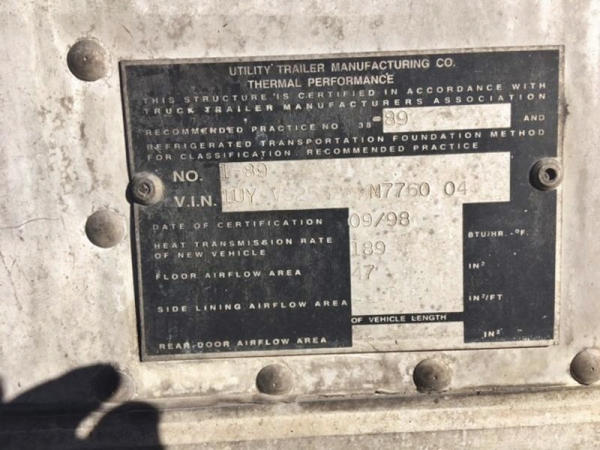 UTILITY TRAILER MANUFACTURING CO.
THERMAL PERFORMANCE
THIS STRUCTURE IS CERTIFIED IN ACCORDANCE WITH
TRUCK TRAILER MANUFACTURERS ASSOCIATION
RECOMMENDED PRACTICE NO. 38-89 AND
REFRIGERATED TRANSPORTATION FOUNDATION METHOD
FOR CLASSIFICATION. RECOMMENDED PRACTICE
NO. 1-89
V.I.N. 1UY N7760 04
DATE OF CERTIFICATION 09/98
HEAT TRANSMISSION RATE
OF NEW VEHICLE 189 BTU/HR.-°F.
FLOOR AIRFLOW AREA 47 IN²
SIDE LINING AIRFLOW AREA IN²/FT
OF VEHICLE LENGTH
REAR-DOOR AIRFLOW AREA IN²